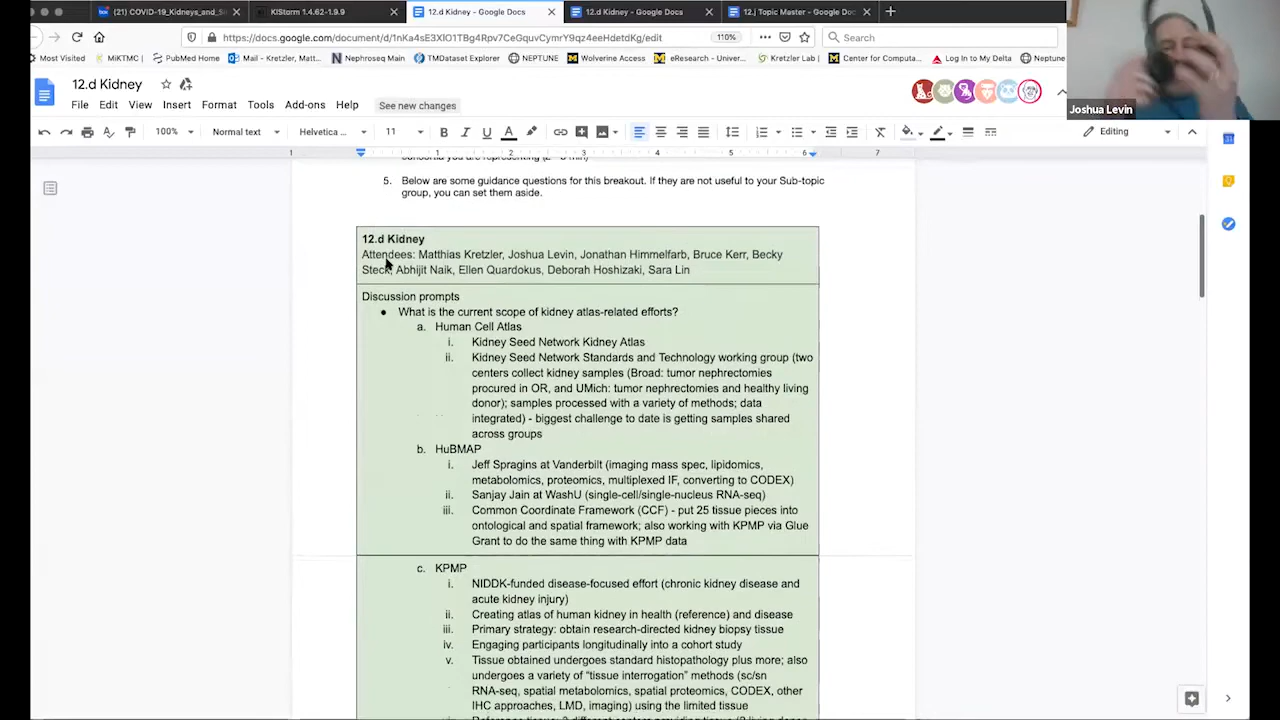 (21) COVID-19_Kidneys_and_Si
KIStorm 1.4.62-1.9.9
12.d Kidney - Google Docs
12.d Kidney - Google Docs
12.j Topic Master - Google Docs
https://docs.google.com/document/d/
110%
Search
Most Visited
MiKTMC
PubMed Home
Mail - Kretzler, Matt...
Nephroseq Main
TMDataset Explorer
NEPTUNE
Wolverine Access
eResearch - Univer...
Kretzler Lab
Center for Computa...
Log In to My Delta
Neptune
12.d Kidney
File Edit View Insert Format Tools Add-ons Help
See new changes
Joshua Levin
100%
Normal text
Helvetica ...
11
Editing
1 1 2 3 4 5 6 7
consortia you are representing
5. Below are some guidance questions for this breakout. If they are not useful to your Sub-topic
group, you can set them aside.
12.d Kidney
Attendees: Matthias Kretzler, Joshua Levin, Jonathan Himmelfarb, Bruce Kerr, Becky
Steck, Abhijit Naik, Ellen Quardokus, Deborah Hoshizaki, Sara Lin
Discussion prompts
● What is the current scope of kidney atlas-related efforts?
a. Human Cell Atlas
i. Kidney Seed Network Kidney Atlas
ii. Kidney Seed Network Standards and Technology working group (two
centers collect kidney samples (Broad: tumor nephrectomies
procured in OR, and UMich: tumor nephrectomies and healthy living
donor); samples processed with a variety of methods; data
integrated) - biggest challenge to date is getting samples shared
across groups
b. HuBMAP
i. Jeff Spragins at Vanderbilt (imaging mass spec, lipidomics,
metabolomics, proteomics, multiplexed IF, converting to CODEX)
ii. Sanjay Jain at WashU (single-cell/single-nucleus RNA-seq)
iii. Common Coordinate Framework (CCF) - put 25 tissue pieces into
ontological and spatial framework; also working with KPMP via Glue
Grant to do the same thing with KPMP data
c. KPMP
i. NIDDK-funded disease-focused effort (chronic kidney disease and
acute kidney injury)
ii. Creating atlas of human kidney in health (reference) and disease
iii. Primary strategy: obtain research-directed kidney biopsy tissue
iv. Engaging participants longitudinally into a cohort study
v. Tissue obtained undergoes standard histopathology plus more; also
undergoes a variety of “tissue interrogation” methods (sc/sn
RNA-seq, spatial metabolomics, spatial proteomics, CODEX, other
IHC approaches, LMD, imaging) using the limited tissue